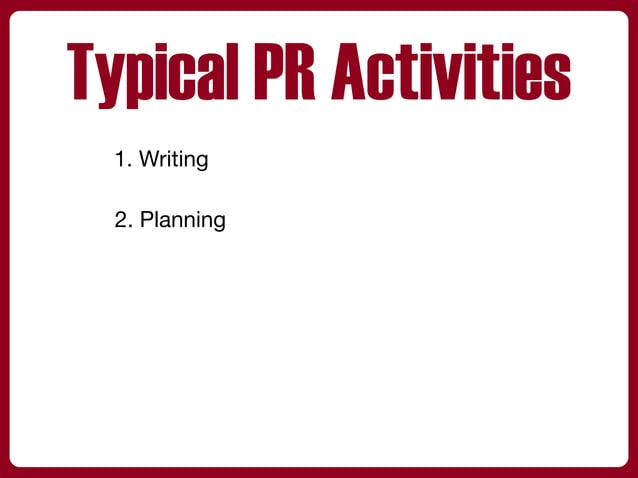 Typical PR Activities
1. Writing
2. Planning